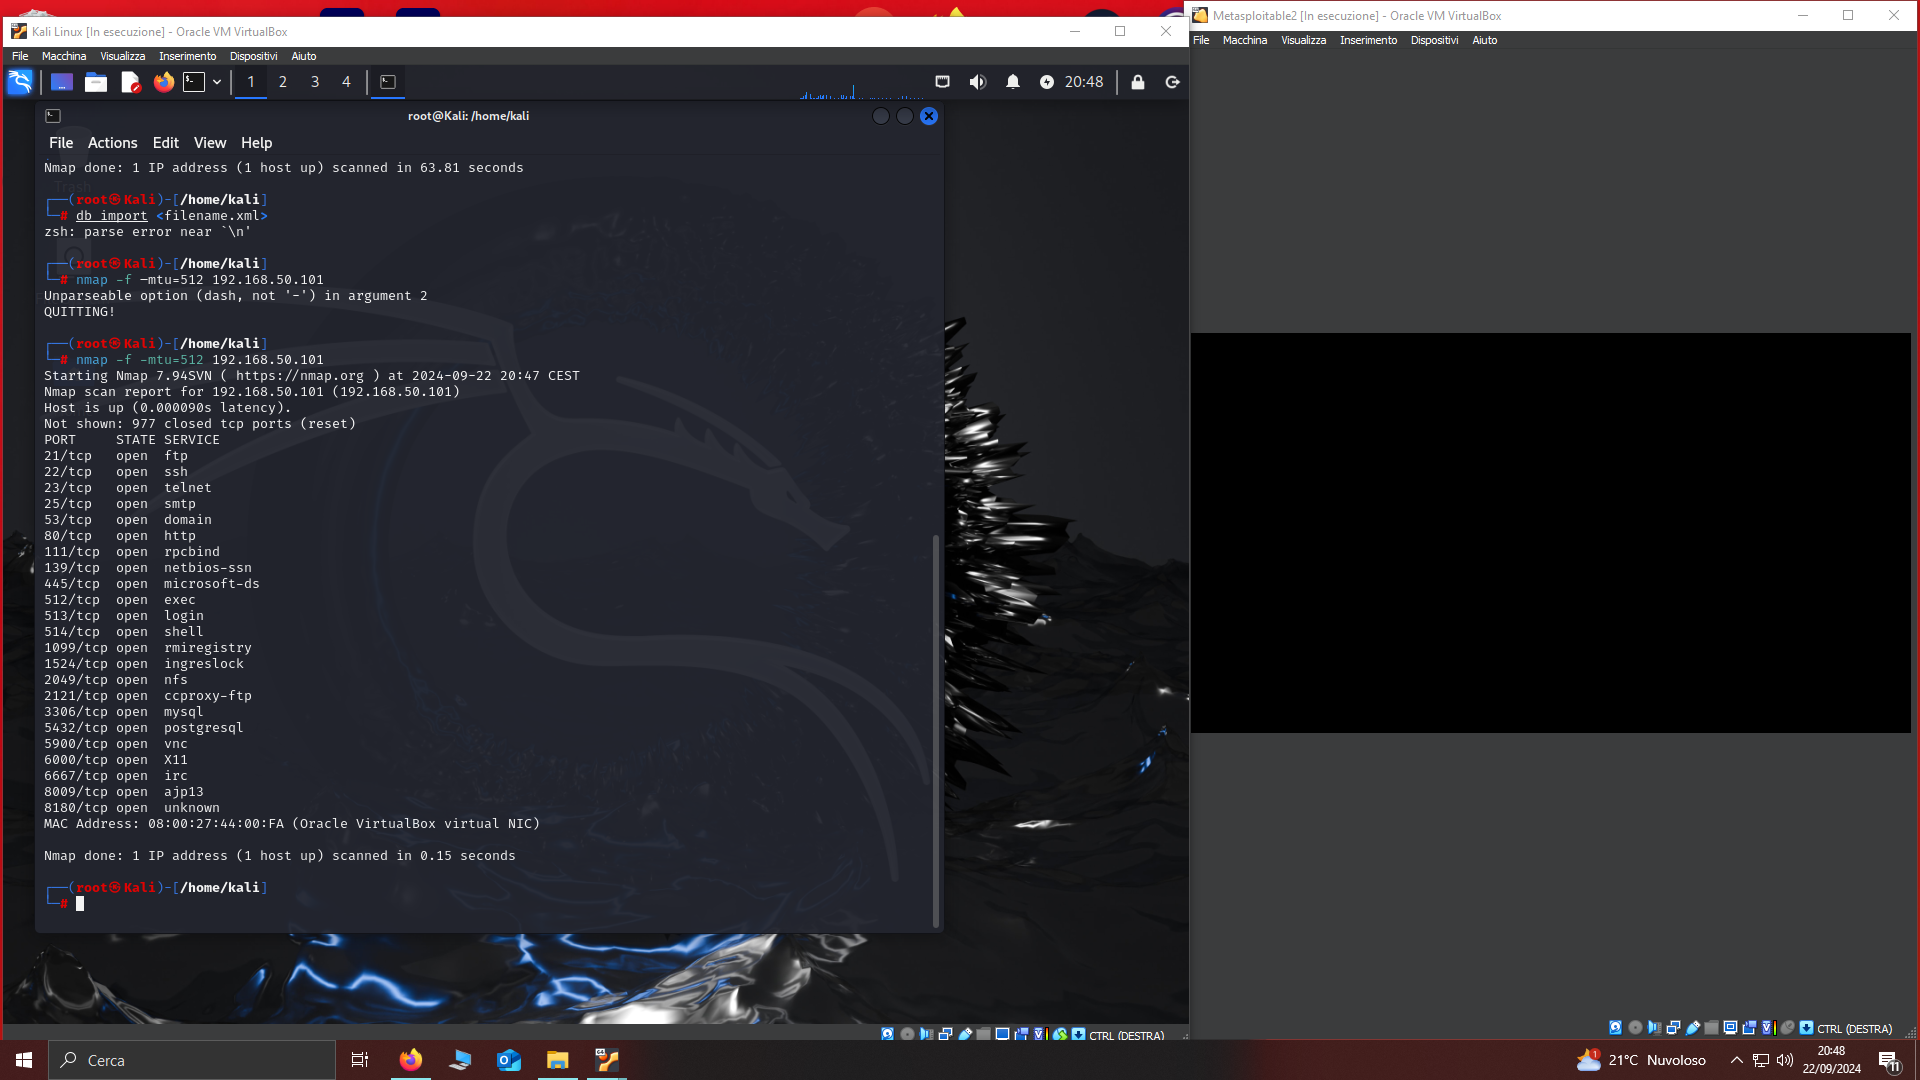 Kali Linux [In esecuzione] - Oracle VM VirtualBox
File Macchina Visualizza Inserimento Dispositivi Aiuto
1 2 3 4
20:48
root@Kali: /home/kali
File Actions Edit View Help
Trash
Nmap done: 1 IP address (1 host up) scanned in 63.81 seconds
┌──(root㉿Kali)-[/home/kali]
└─# db_import <filename.xml>
zsh: parse error near `\n'
┌──(root㉿Kali)-[/home/kali]
└─# nmap -f –mtu=512 192.168.50.101
Unparseable option (dash, not '-') in argument 2
QUITTING!
┌──(root㉿Kali)-[/home/kali]
└─# nmap -f -mtu=512 192.168.50.101
Starting Nmap 7.94SVN ( https://nmap.org ) at 2024-09-22 20:47 CEST
Nmap scan report for 192.168.50.101 (192.168.50.101)
Host is up (0.000090s latency).
Not shown: 977 closed tcp ports (reset)
PORT STATE SERVICE
21/tcp open ftp
22/tcp open ssh
23/tcp open telnet
25/tcp open smtp
53/tcp open domain
80/tcp open http
111/tcp open rpcbind
139/tcp open netbios-ssn
445/tcp open microsoft-ds
512/tcp open exec
513/tcp open login
514/tcp open shell
1099/tcp open rmiregistry
1524/tcp open ingreslock
2049/tcp open nfs
2121/tcp open ccproxy-ftp
3306/tcp open mysql
5432/tcp open postgresql
5900/tcp open vnc
6000/tcp open X11
6667/tcp open irc
8009/tcp open ajp13
8180/tcp open unknown
MAC Address: 08:00:27:44:00:FA (Oracle VirtualBox virtual NIC)
Nmap done: 1 IP address (1 host up) scanned in 0.15 seconds
┌──(root㉿Kali)-[/home/kali]
└─#
CTRL (DESTRA)
Metasploitable2 [In esecuzione] - Oracle VM VirtualBox
File Macchina Visualizza Inserimento Dispositivi Aiuto
CTRL (DESTRA)
Cerca
1
21°C Nuvoloso
20:48
22/09/2024
11